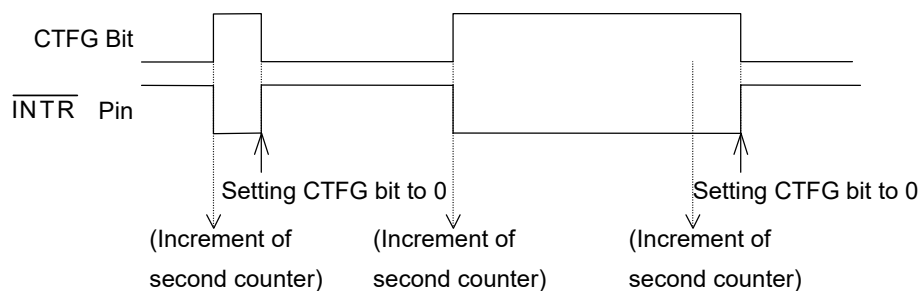 CTFG Bit
INTR Pin
Setting CTFG bit to 0 Setting CTFG bit to 0
(Increment of (Increment of (Increment of
second counter) second counter) second counter)